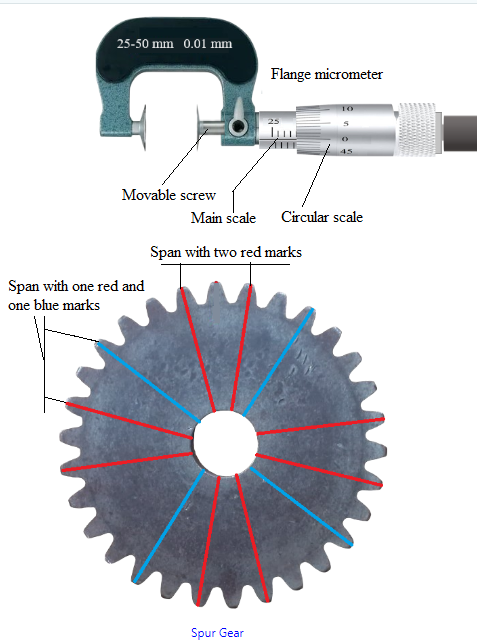 25-50 mm 0.01 mm
Flange micrometer
10
25
5
0
45
Movable screw
Main scale
Circular scale
Span with two red marks
Span with one red and
one blue marks
Spur Gear